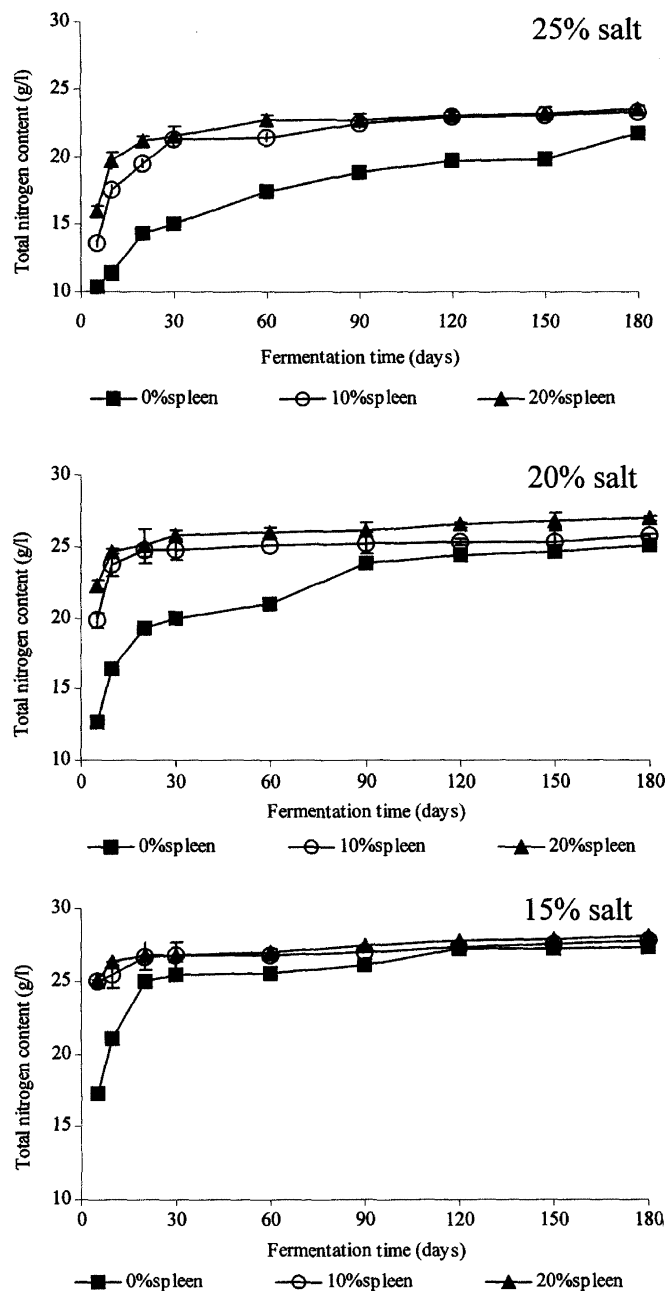 25% salt
30
25
20
15
10
Total nitrogen content (g/l)
0 30 60 90 120 150 180
Fermentation time (days)
0%spleen 10%spleen 20%spleen
20% salt
30
25
20
15
10
Total nitrogen content (g/l)
0 30 60 90 120 150 180
Fermentation time (days)
0%spleen 10%spleen 20%spleen
15% salt
30
25
20
15
10
Total nitrogen content (g/l)
0 30 60 90 120 150 180
Fermentation time (days)
0%spleen 10%spleen 20%spleen